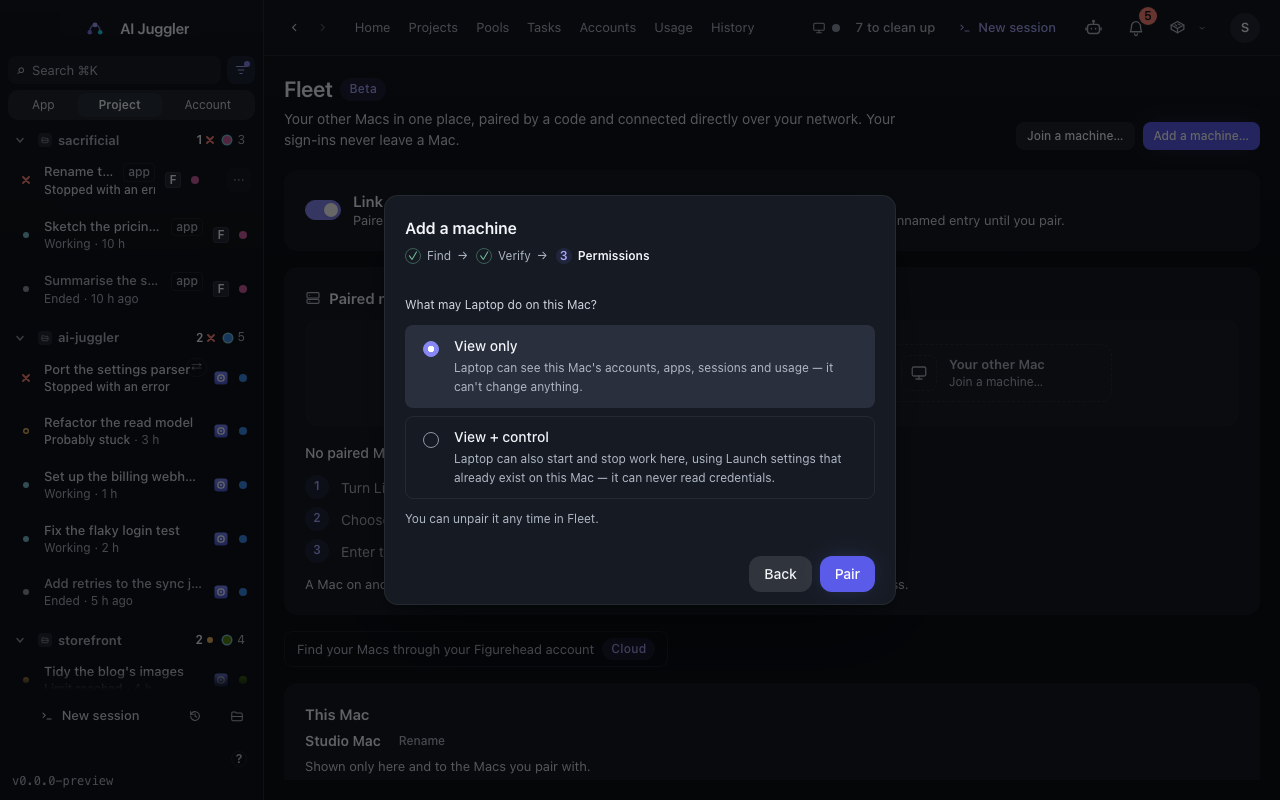 AI Juggler
Search ⌘K
App Project Account
sacrificial 1 3
Rename t... app F
Stopped with an err
Sketch the pricin... app F
Working · 10 h
Summarise the s... app F
Ended · 10 h ago
ai-juggler 2 5
Port the settings parser
Stopped with an error
Refactor the read model
Probably stuck · 3 h
Set up the billing webh...
Working · 1 h
Fix the flaky login test
Working · 2 h
Add retries to the sync j...
Ended · 5 h ago
storefront 2 4
Tidy the blog's images
New session
?
v0.0.0-preview
Home Projects Pools Tasks Accounts Usage History 7 to clean up New session 5 S
Fleet Beta
Your other Macs in one place, paired by a code and connected directly over your network. Your
sign-ins never leave a Mac.
Join a machine... Add a machine...
Link
Paire
nnamed entry until you pair.
Paired
Your other Mac
Join a machine...
No paired M
1 Turn Li
2 Choose
3 Enter t
A Mac on ano
Add a machine
Find → Verify → 3 Permissions
What may Laptop do on this Mac?
View only
Laptop can see this Mac's accounts, apps, sessions and usage — it
can't change anything.
View + control
Laptop can also start and stop work here, using Launch settings that
already exist on this Mac — it can never read credentials.
You can unpair it any time in Fleet.
Back Pair
Find your Macs through your Figurehead account Cloud
This Mac
Studio Mac Rename
Shown only here and to the Macs you pair with.